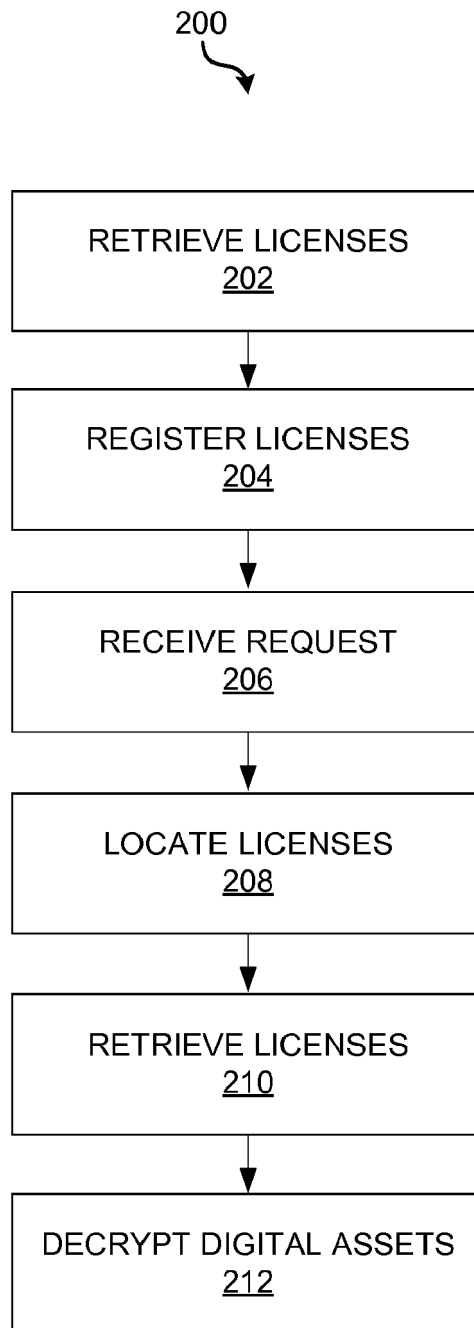 200
RETRIEVE LICENSES
202
REGISTER LICENSES
204
RECEIVE REQUEST
206
LOCATE LICENSES
208
RETRIEVE LICENSES
210
DECRYPT DIGITAL ASSETS
212